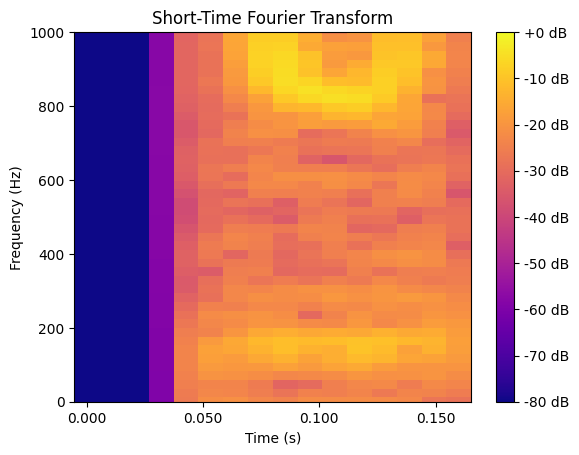 Short-Time Fourier Transform
1000
800
600
400
200
0
Frequency (Hz)
0.000
0.050
0.100
0.150
Time (s)
+0 dB
-10 dB
-20 dB
-30 dB
-40 dB
-50 dB
-60 dB
-70 dB
-80 dB